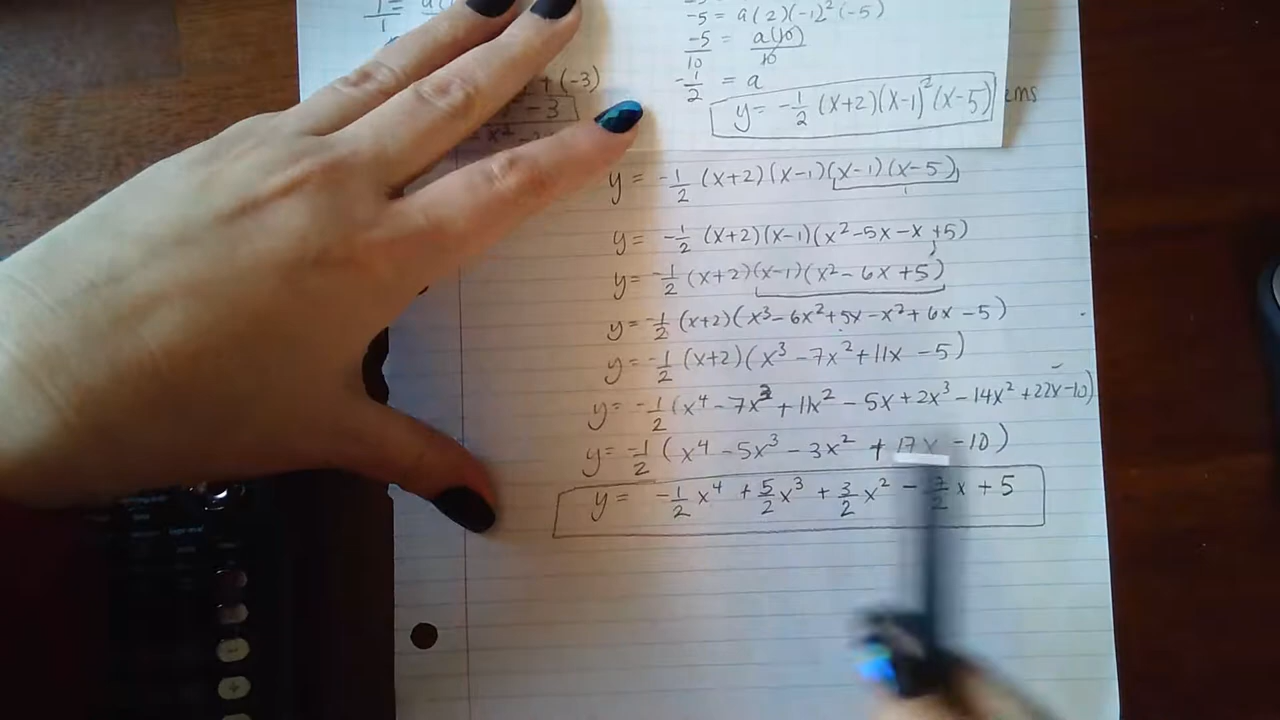 -5 = a(2)(-1)²(-5)
-5/10 = a(10)/10
-1/2 = a
+ (-3)
- 3
y = -1/2 (x+2)(x-1)²(x-5)
y = -1/2 (x+2)(x-1)(x-1)(x-5)
y = -1/2 (x+2)(x-1)(x²-5x-x+5)
y = -1/2 (x+2)(x-1)(x²-6x+5)
y = -1/2 (x+2)(x³-6x²+5x-x²+6x-5)
y = -1/2 (x+2)(x³-7x²+11x-5)
y = -1/2 (x⁴-7x³+11x²-5x+2x³-14x²+22x-10)
y = -1/2 (x⁴-5x³-3x²+17x-10)
y = -1/2 x⁴ + 5/2 x³ + 3/2 x² - 7/2 x + 5